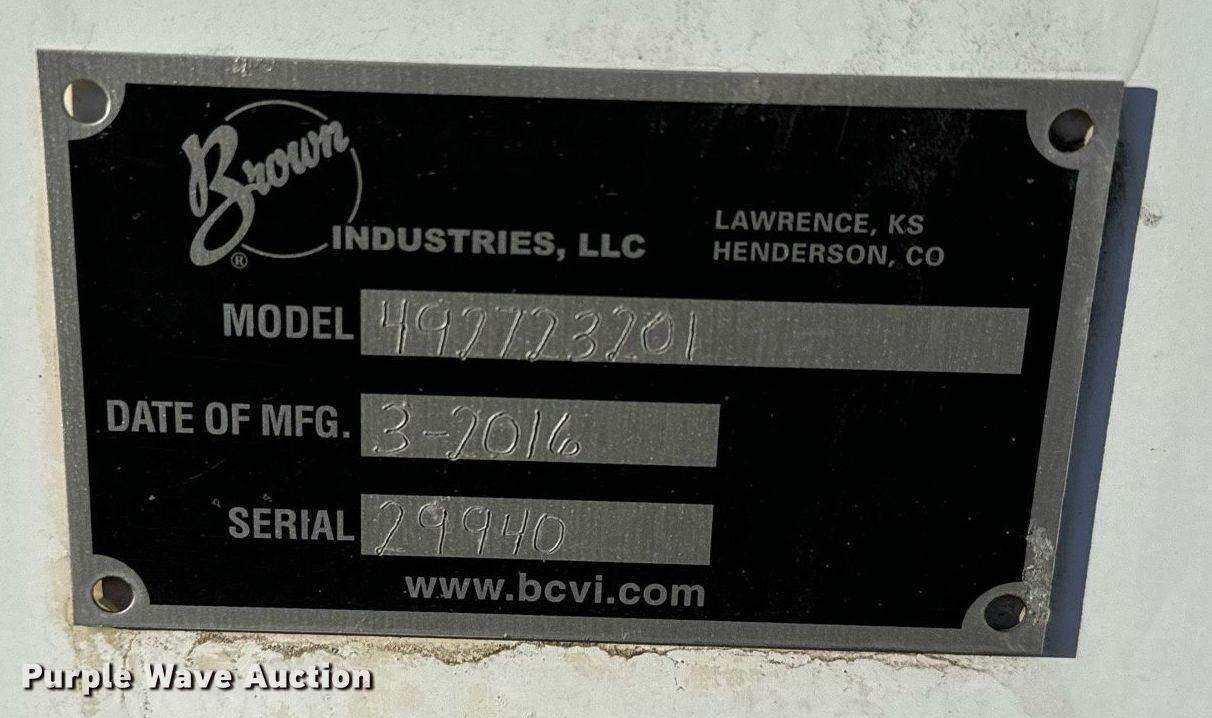 Brown
INDUSTRIES, LLC
®
LAWRENCE, KS
HENDERSON, CO
MODEL 492723201
DATE OF MFG. 3-2016
SERIAL 29940
www.bcvi.com
Purple Wave Auction